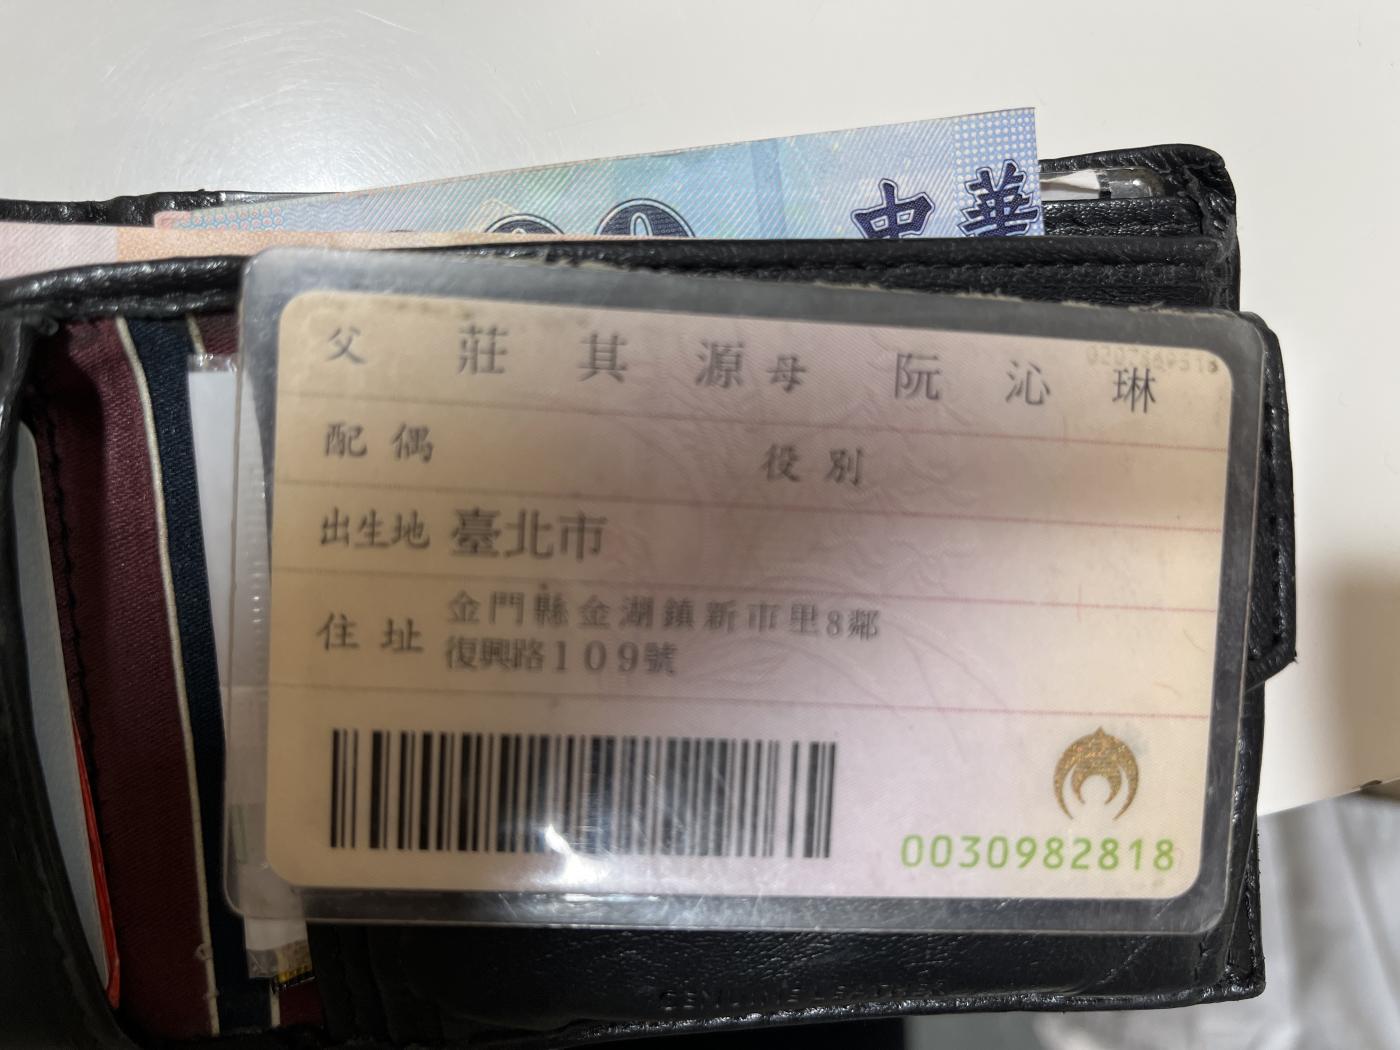 中華
父 莊其源 母 阮沁琳
配偶 役別
出生地 臺北市
住址 金門縣金湖鎮新市里8鄰
復興路109號
0030982818